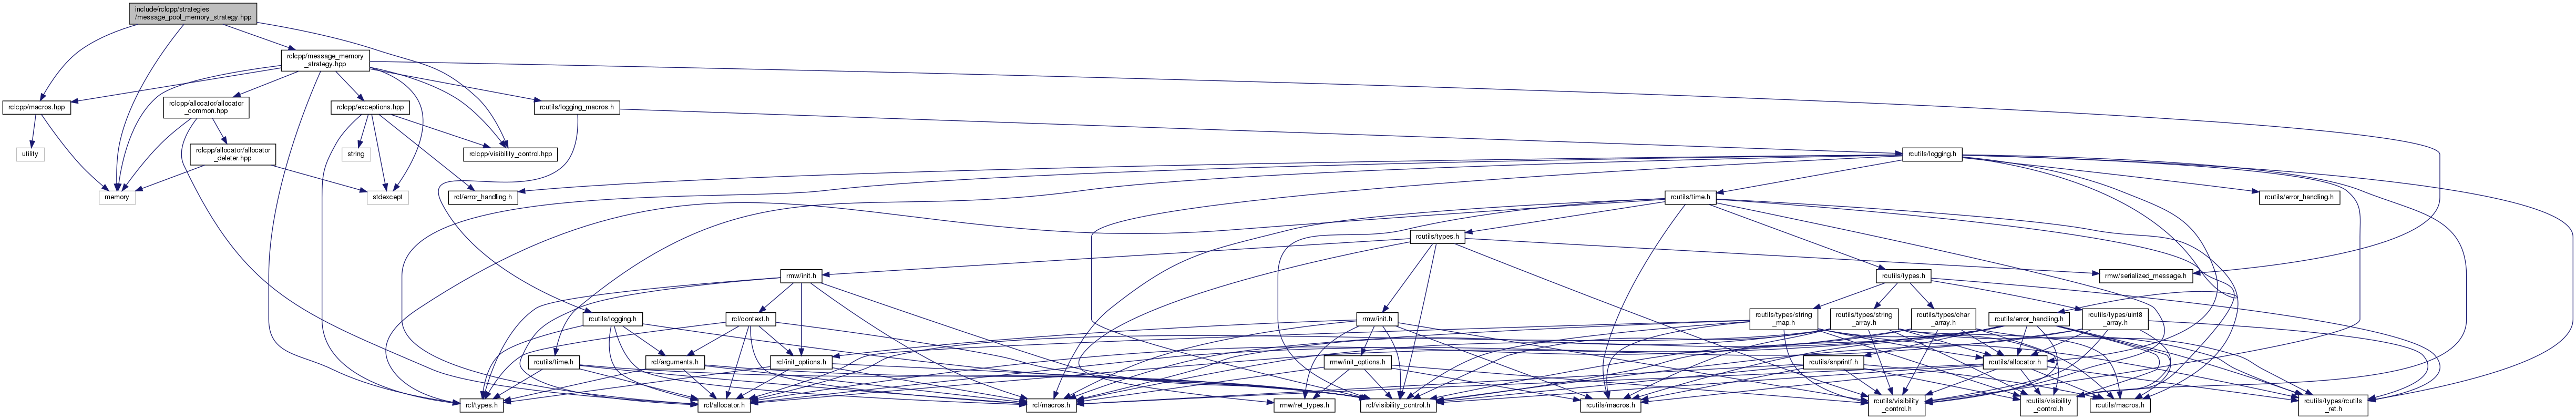 include/rclcpp/strategies
/message_pool_memory_strategy.hpp
rclcpp/message_memory
_strategy.hpp
rclcpp/macros.hpp
rclcpp/allocator/allocator
_common.hpp
rclcpp/exceptions.hpp
rcutils/logging_macros.h
utility
rclcpp/allocator/allocator
_deleter.hpp
string
rclcpp/visibility_control.hpp
rcutils/logging.h
memory
stdexcept
rcl/error_handling.h
rcutils/time.h
rcutils/error_handling.h
rcutils/types.h
rmw/init.h
rmw/serialized_message.h
rcutils/types.h
rcutils/logging.h
rcl/context.h
rmw/init.h
rcutils/types/string
_map.h
rcutils/types/string
_array.h
rcutils/types/char
_array.h
rcutils/error_handling.h
rcutils/types/uint8
_array.h
rcutils/time.h
rcl/arguments.h
rcl/init_options.h
rmw/init_options.h
rcutils/snprintf.h
rcutils/allocator.h
rcl/types.h
rcl/allocator.h
rcl/macros.h
rmw/ret_types.h
rcl/visibility_control.h
rcutils/macros.h
rcutils/visibility
_control.h
rcutils/visibility
_control.h
rcutils/macros.h
rcutils/types/rcutils
_ret.h